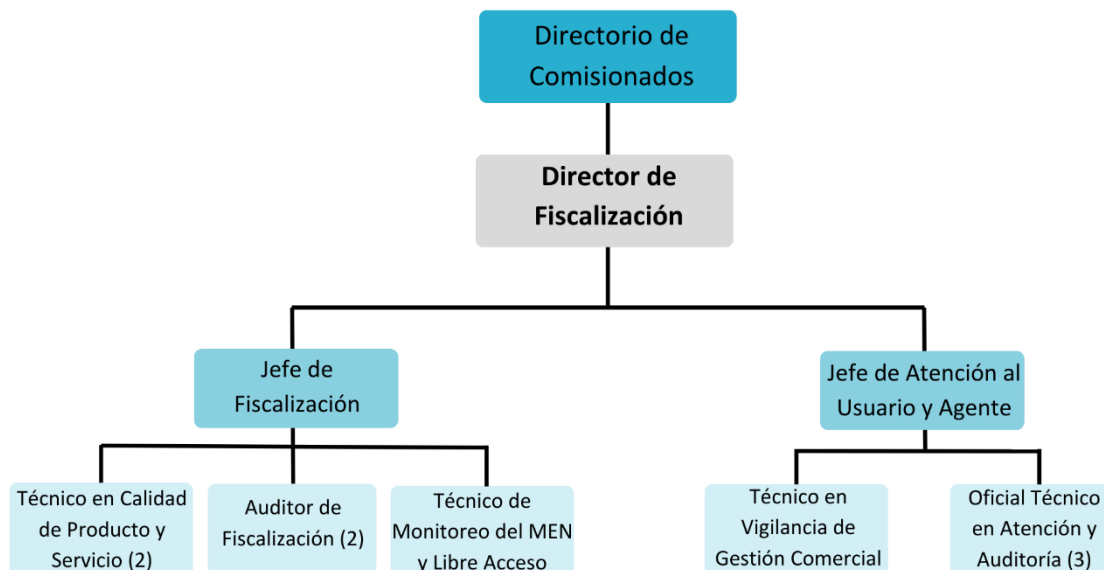 Directorio de
Comisionados
Director de
Fiscalización
Jefe de
Fiscalización
Jefe de Atención al
Usuario y Agente
Técnico en Calidad
de Producto y
Servicio (2)
Auditor de
Fiscalización (2)
Técnico de
Monitoreo del MEN
y Libre Acceso
Técnico en
Vigilancia de
Gestión Comercial
Oficial Técnico
en Atención y
Auditoría (3)